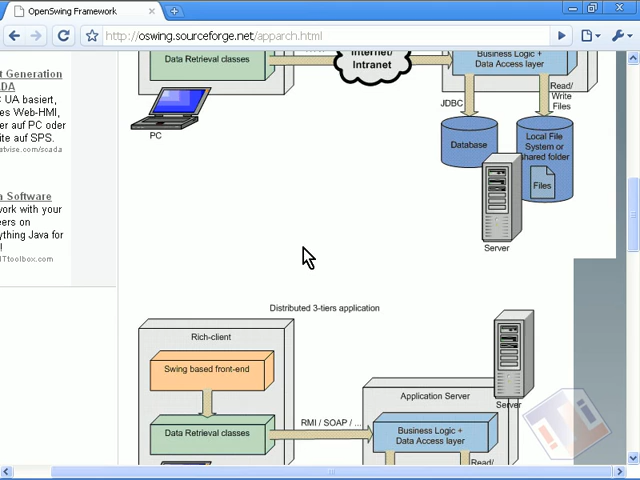 OpenSwing Framework
http://oswing.sourceforge.net/apparch.html
t Generation
DA
C UA basiert,
es Web-HMI,
er auf PC oder
ite auf SPS.
atvise.com/scada
a Software
work with your
eers on
ything Java for
!
ITtoolbox.com
Data Retrieval classes
Internet/
Intranet
Business Logic +
Data Access layer
PC
JDBC
Read/
Write
Files
Database
Local File
System or
shared folder
Files
Server
Distributed 3-tiers application
Rich-client
Swing based front-end
Data Retrieval classes
RMI / SOAP / ...
Application Server
Business Logic +
Data Access layer
Server
Read/